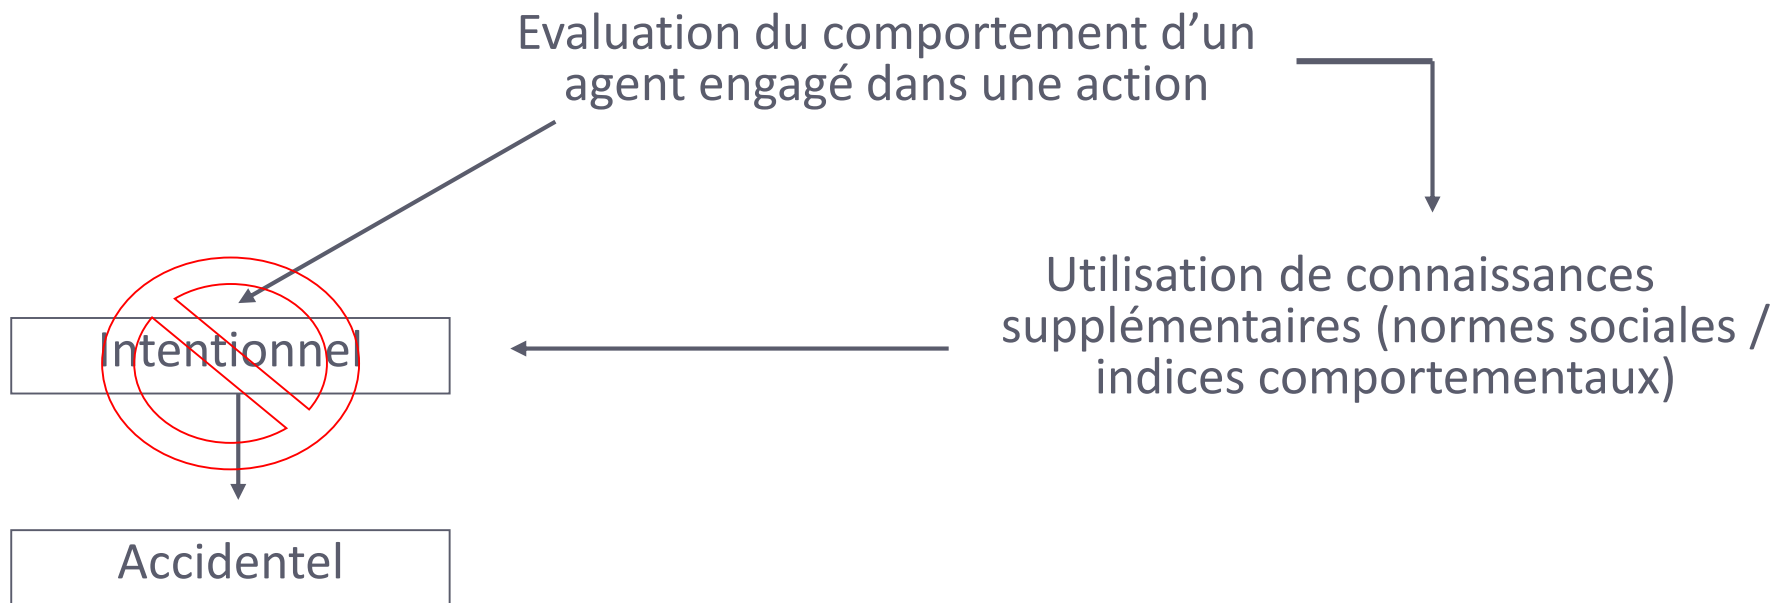 Evaluation du comportement d’un
agent engagé dans une action
Utilisation de connaissances
supplémentaires (normes sociales /
indices comportementaux)
Intentionnel
Accidentel